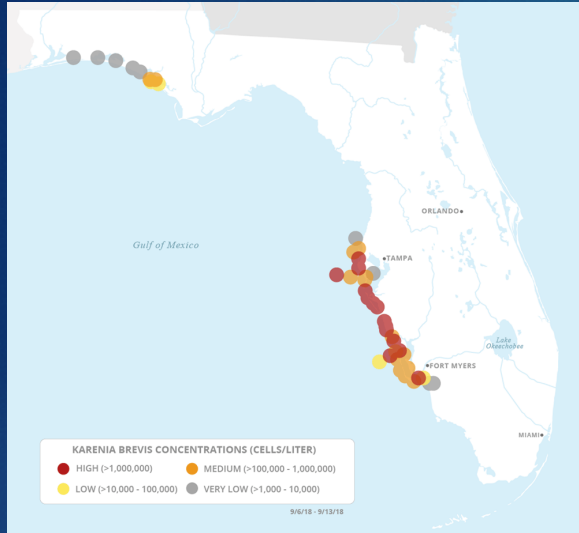 ORLANDO
Gulf of Mexico
TAMPA
Lake
Okeechobee
FORT MYERS
MIAMI
KARENIA BREVIS CONCENTRATIONS (CELLS/LITER)
HIGH (>1,000,000) MEDIUM (>100,000 - 1,000,000)
LOW (>10,000 - 100,000) VERY LOW (>1,000 - 10,000)
9/6/18 - 9/13/18